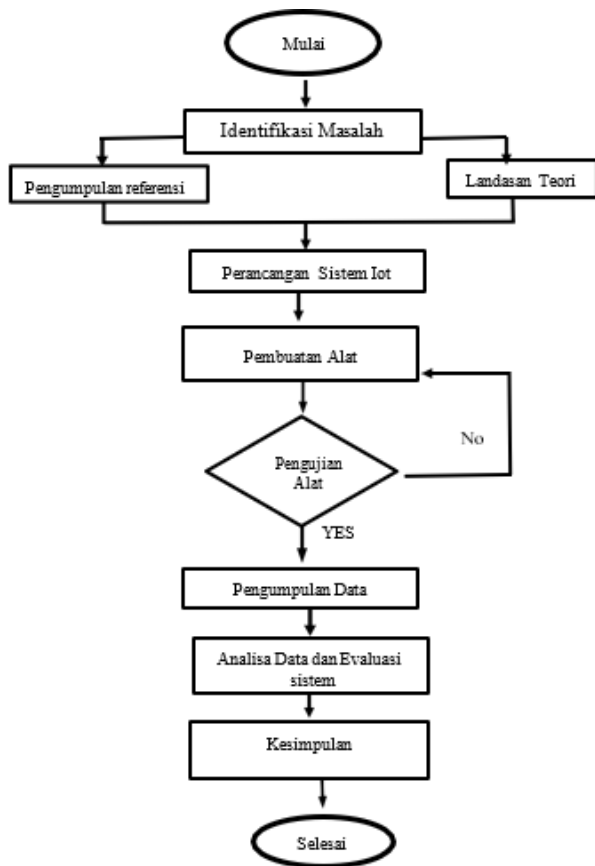 Mulai
Identifikasi Masalah
Pengumpulan referensi
Landasan Teori
Perancangan Sistem Iot
Pembuatan Alat
No
Pengujian
Alat
YES
Pengumpulan Data
Analisa Data dan Evaluasi
sistem
Kesimpulan
Selesai